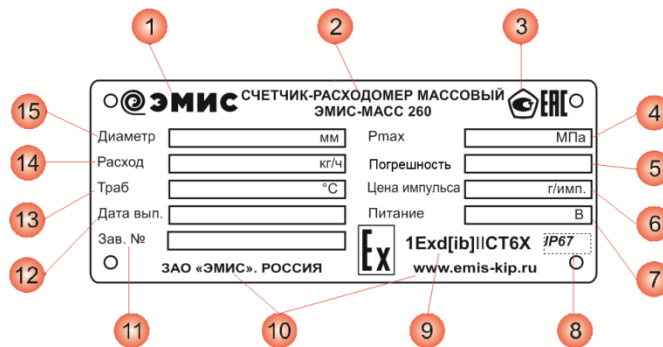 1
2
3
ЭМИС
СЧЕТЧИК-РАСХОДОМЕР МАССОВЫЙ
ЭМИС-МАСС 260
ЕАС
15
Диаметр
мм
Pmax
МПа
4
14
Расход
кг/ч
Погрешность
5
13
Траб
°С
Цена импульса
г/имп.
6
12
Дата вып.
Питание
В
7
Зав. №
Ex
1Exd[ib]IICT6X
IP67
ЗАО «ЭМИС». РОССИЯ
www.emis-kip.ru
11
10
9
8